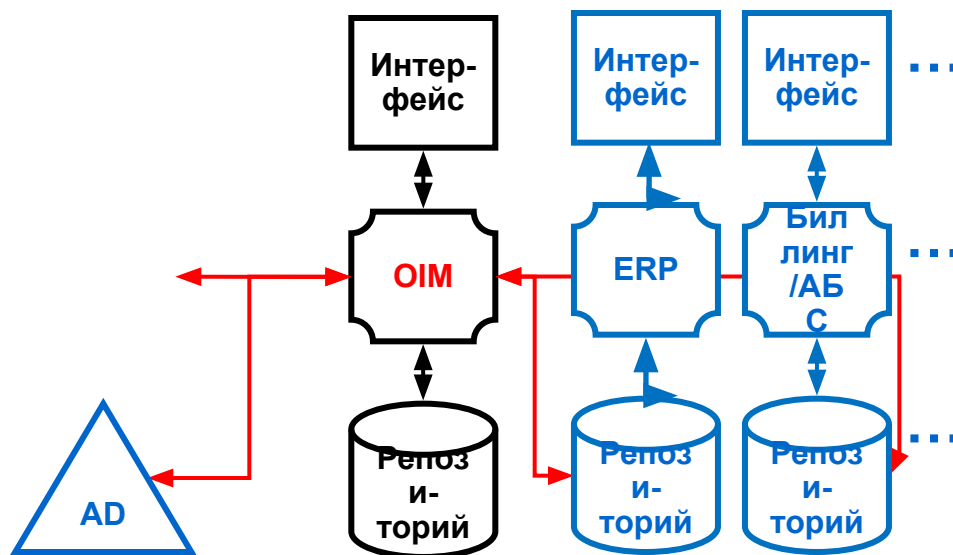 Интер-
фейс
Интер-
фейс
Интер-
фейс
OIM
ERP
Бил
линг
/АБ
С
AD
Репоз
и-
торий
Репоз
и-
торий
Репоз
и-
торий